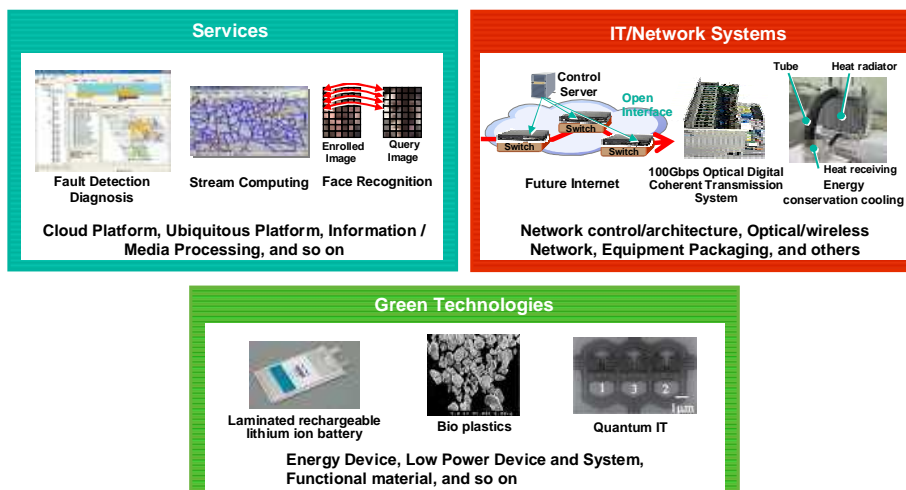 Services
Fault Detection
Diagnosis
Stream Computing
Enrolled
Image
Query
Image
Face Recognition
Cloud Platform, Ubiquitous Platform, Information /
Media Processing, and so on
IT/Network Systems
Control
Server
Open
Interface
Switch
Switch
Switch
Future Internet
100Gbps Optical Digital
Coherent Transmission
System
Tube
Heat radiator
Heat receiving
Energy
conservation cooling
Network control/architecture, Optical/wireless
Network, Equipment Packaging, and others
Green Technologies
Laminated rechargeable
lithium ion battery
Bio plastics
1 3 2
1μm
Quantum IT
Energy Device, Low Power Device and System,
Functional material, and so on